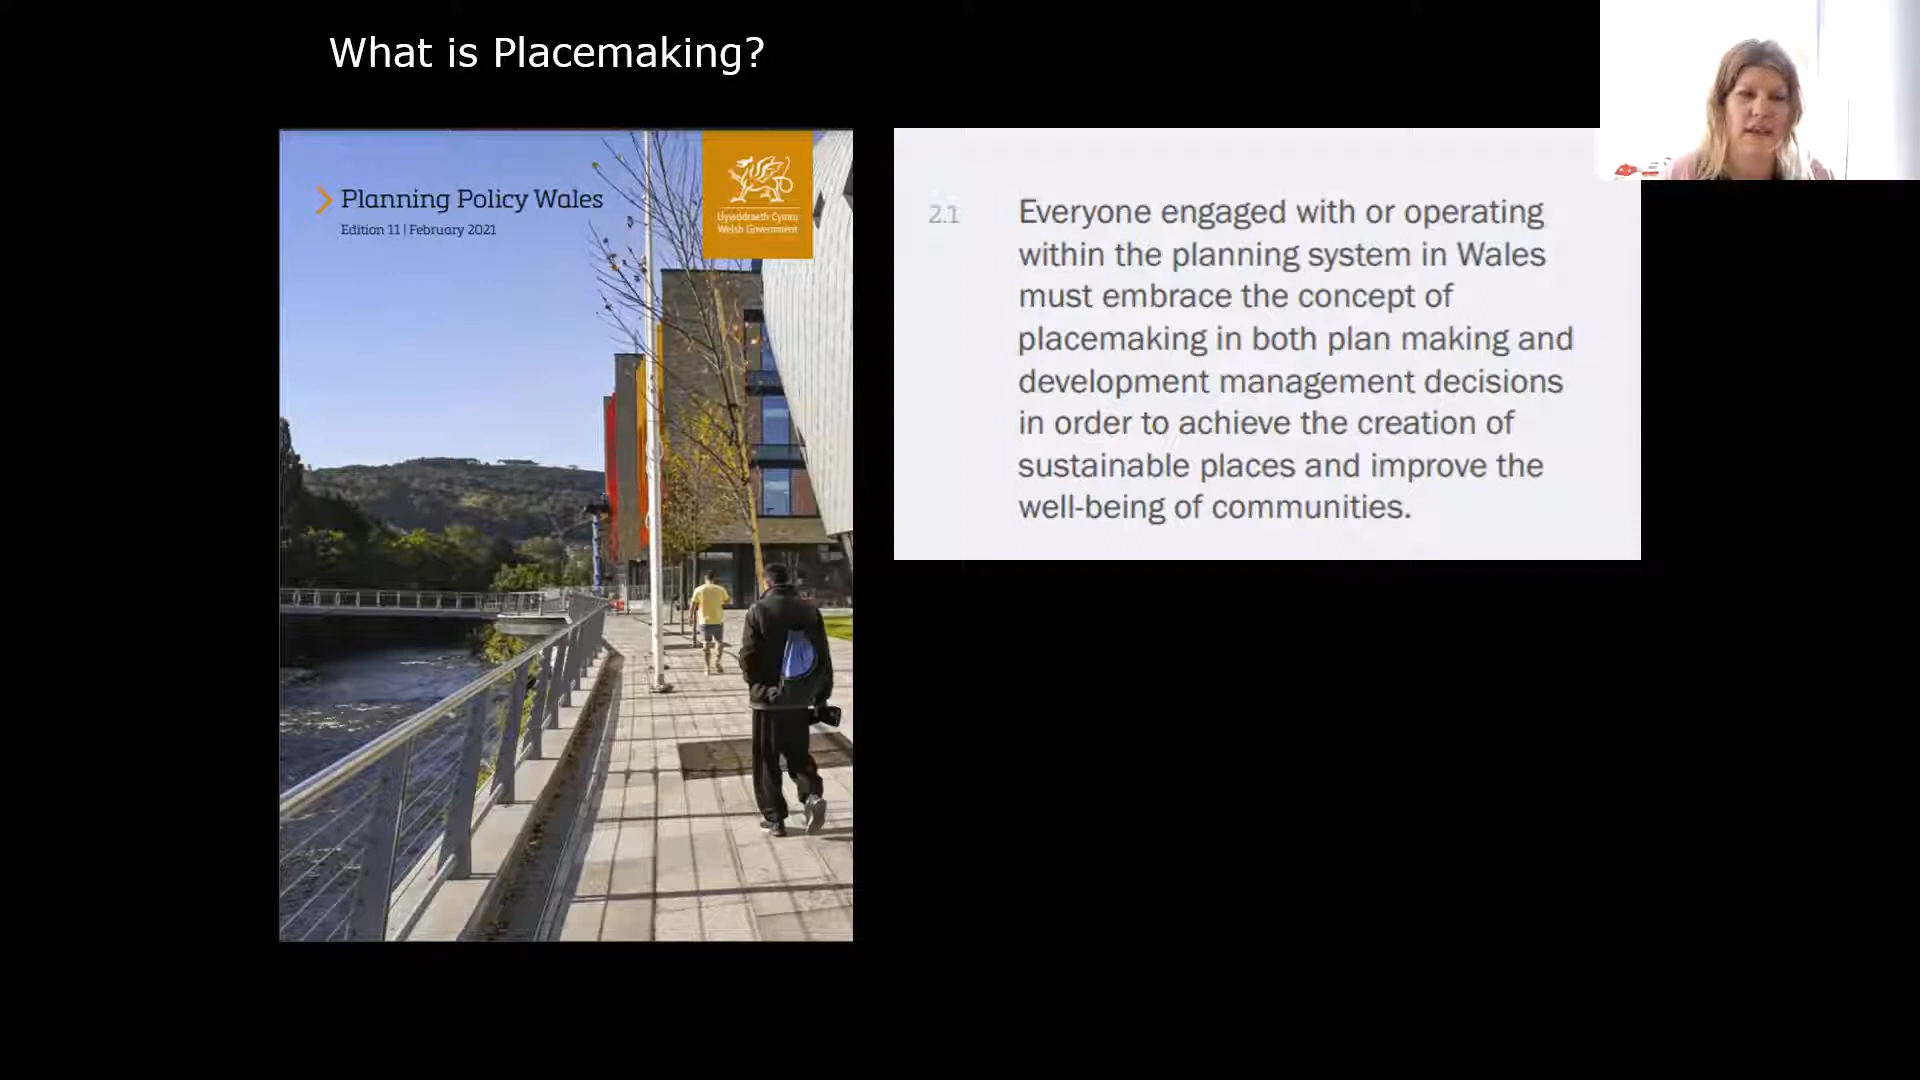 What is Placemaking?
Planning Policy Wales
Edition 11 | February 2021
Llywodraeth Cymru
Welsh Government
2.1
Everyone engaged with or operating
within the planning system in Wales
must embrace the concept of
placemaking in both plan making and
development management decisions
in order to achieve the creation of
sustainable places and improve the
well-being of communities.